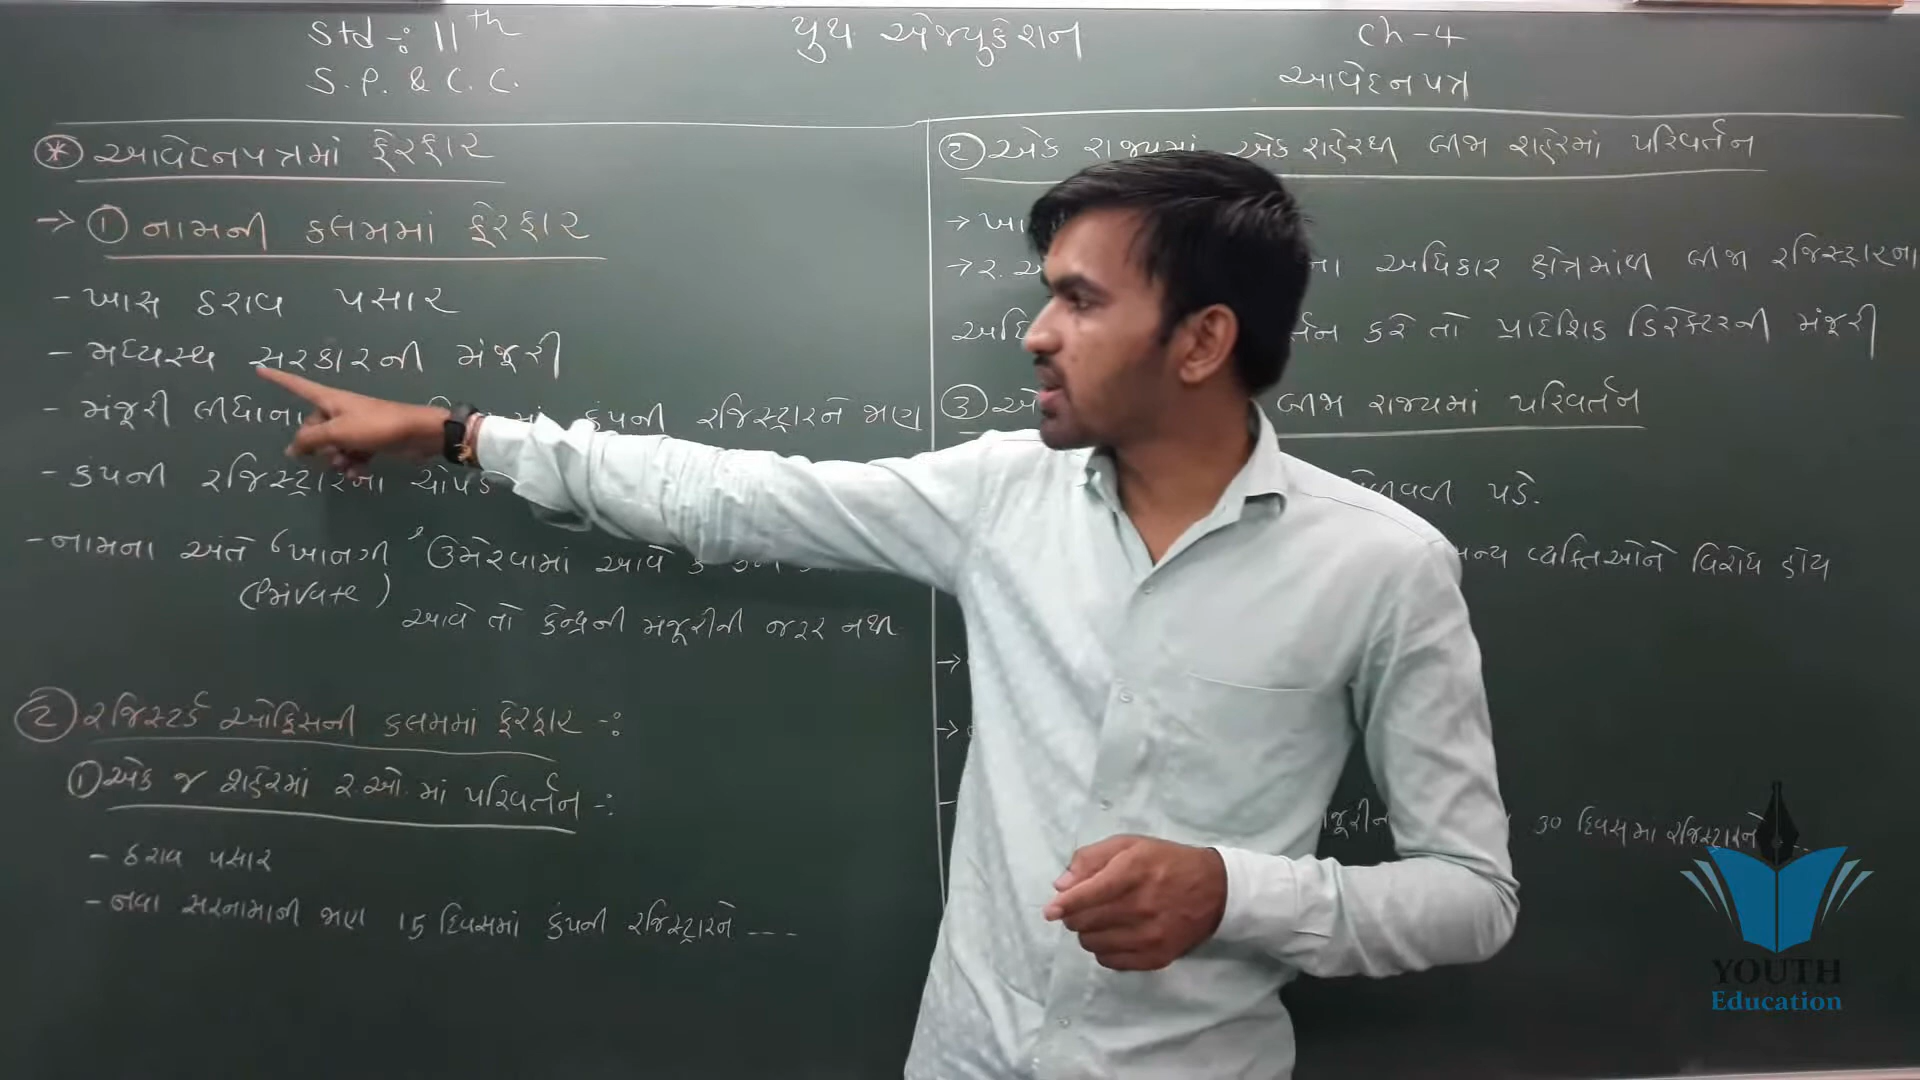 Std -: 11th
S.P. & C.C.
યુથ એજ્યુકેશન
Ch-4
આવેદનપત્ર
* આવેદનપત્રમાં ફેરફાર
→ ① નામની કલમમાં ફેરફાર
- ખાસ ઠરાવ પસાર
- મધ્યસ્થ સરકારની મંજૂરી
- મંજૂરી લીધાના કંપની રજિસ્ટ્રારને જાણ
- કંપની રજિસ્ટ્રારના
- નામના અંતે 'ખાનગી' ઉમેરવામાં આવે કે
(Private)
આવે તો કેન્દ્રની મંજૂરીની જરૂર નથી
② રજિસ્ટર્ડ ઓફિસની કલમમાં ફેરફાર -:
① એક જ શહેરમાં ર.ઓ.માં પરિવર્તન -:
- ઠરાવ પસાર
- નવા સરનામાની જાણ 15 દિવસમાં કંપની રજિસ્ટ્રારને ----
② એક રાજ્યમાં એક શહેરથી બીજા શહેરમાં પરિવર્તન
→ ખા
→ ર. અધિકાર ક્ષેત્રમાંથી બીજા રજિસ્ટ્રારના
કરે તો પ્રાદેશિક ડિરેક્ટરની મંજૂરી
③ બીજા રાજ્યમાં પરિવર્તન
પડે.
વ્યક્તિઓને વિરોધ હોય
30 દિવસમાં રજિસ્ટ્રારને
YOUTH
Education